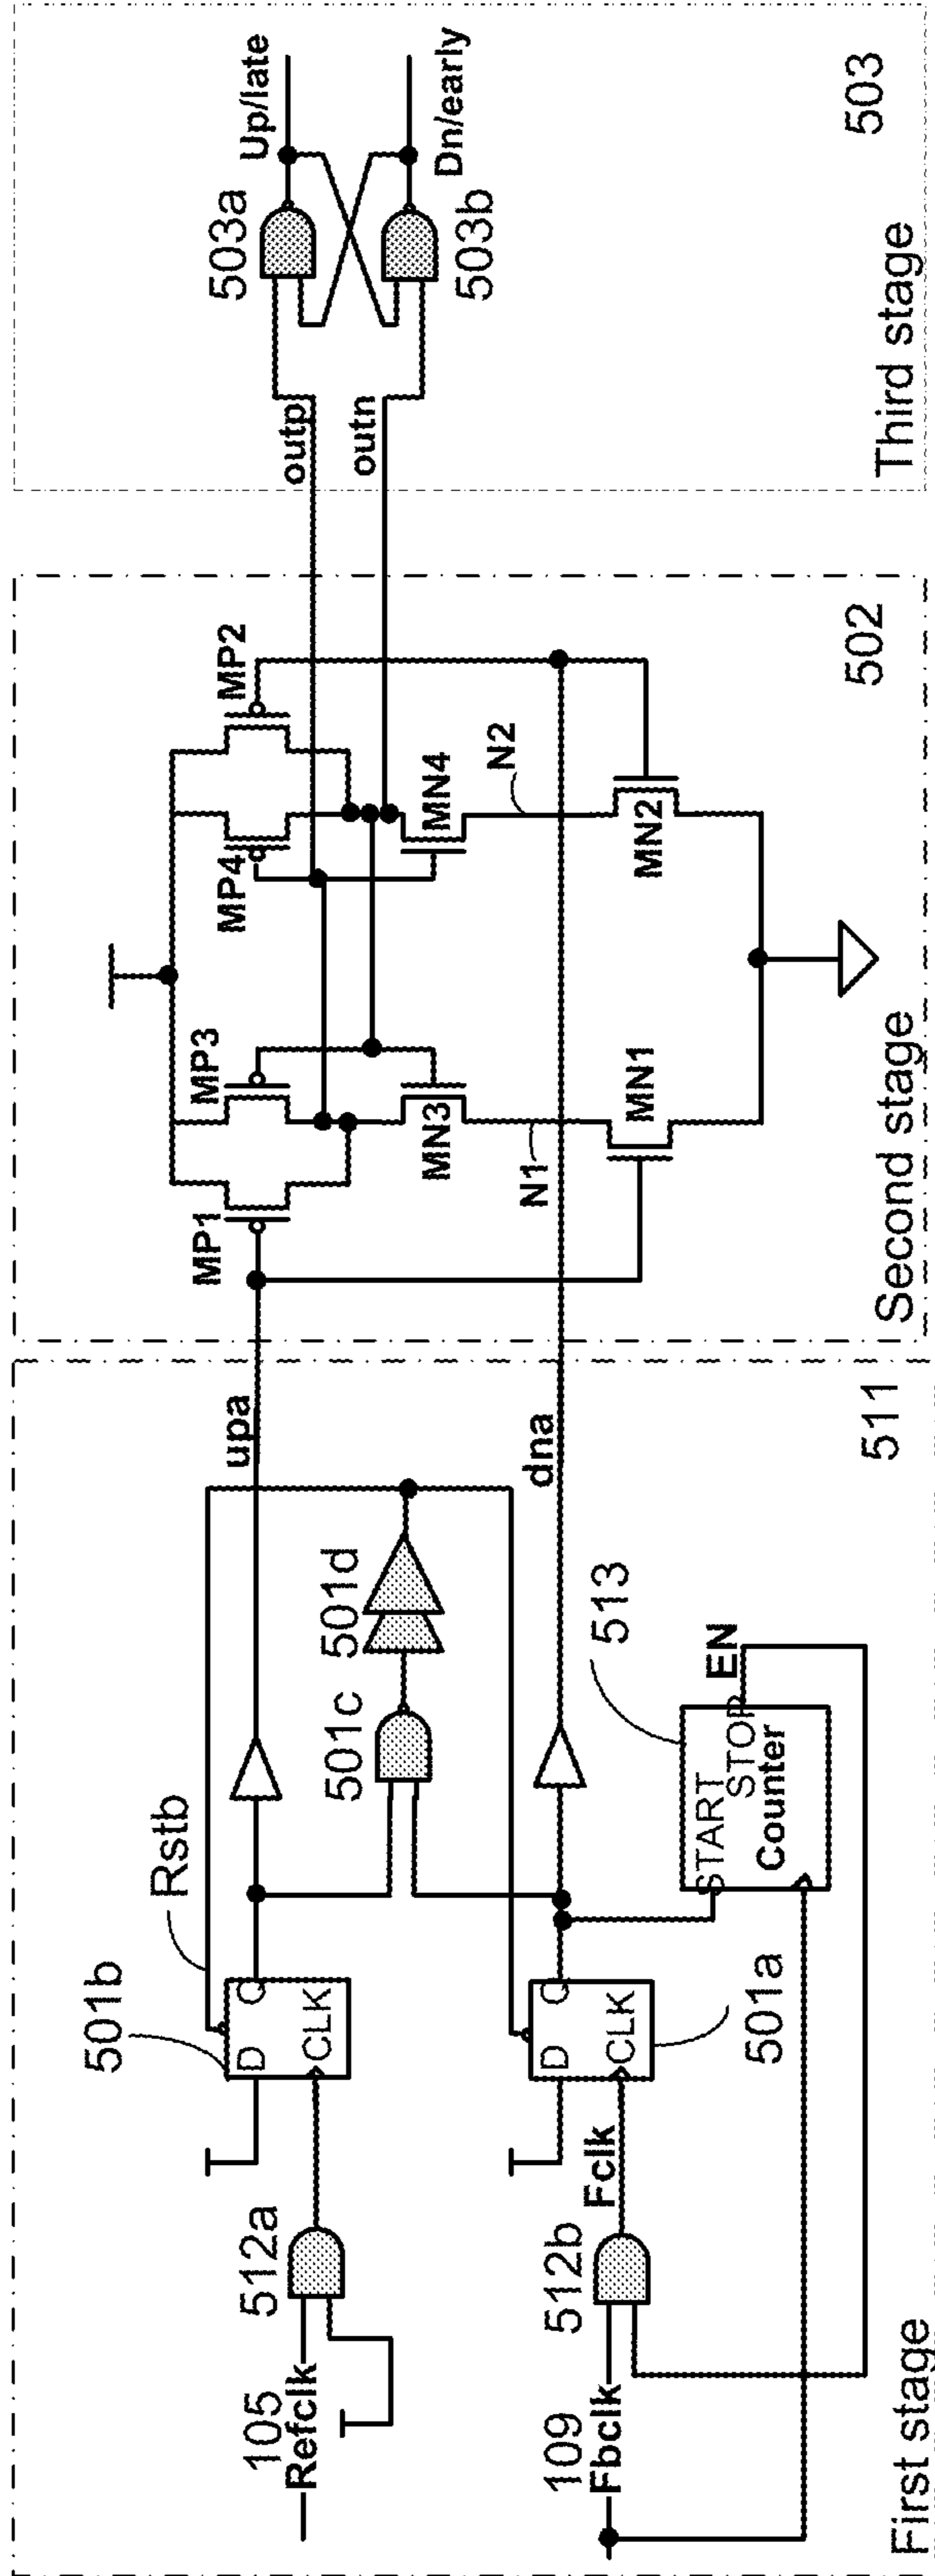 105
Refclk
512a
501b
D
Q
CLK
Rstb
upa
501c
501d
109
Fbclk
512b
Fclk
D
Q
CLK
501a
dna
START
STOP
Counter
EN
513
First stage
511
MP1
MP3
MP4
MP2
MN3
MN4
N1
N2
MN1
MN2
Second stage
502
outp
outn
503a
503b
Up/late
Dn/early
Third stage
503